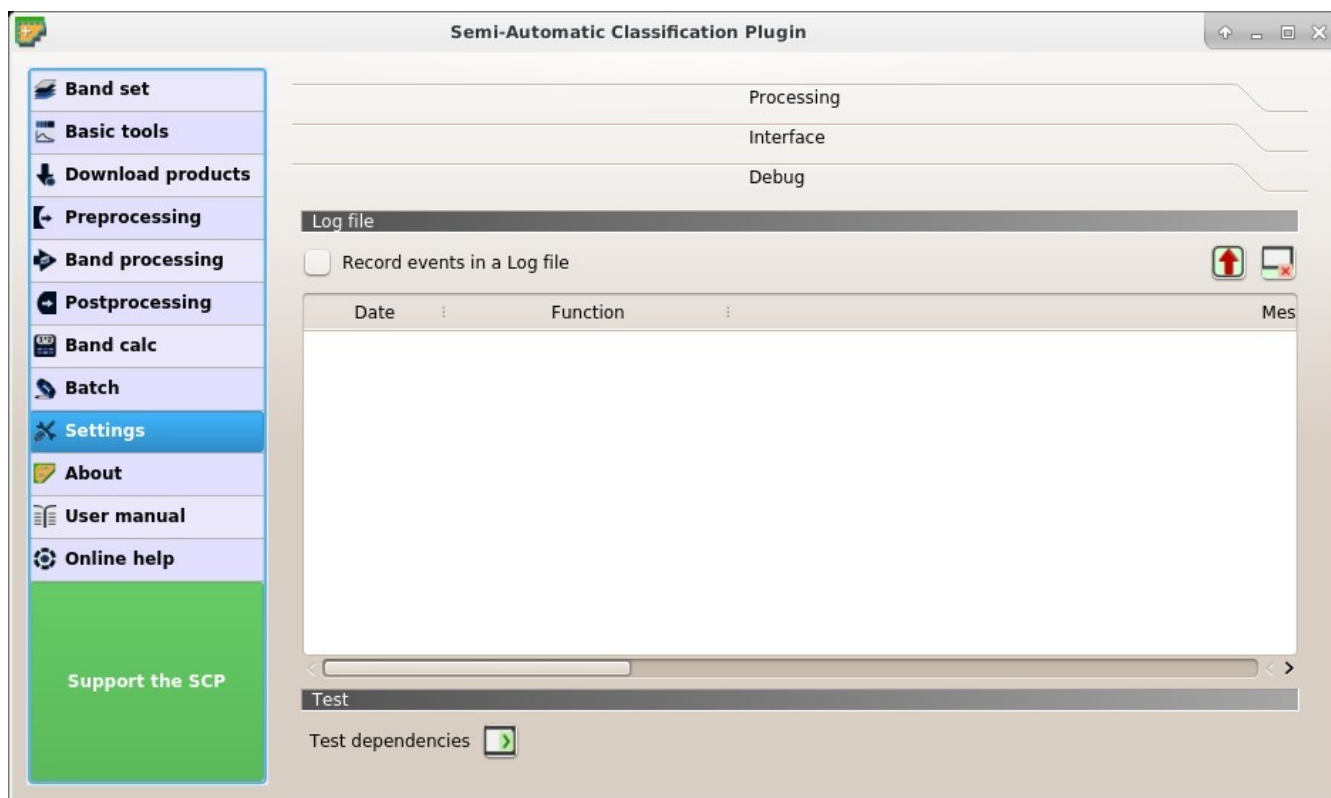 Semi-Automatic Classification Plugin
Band set
Basic tools
Download products
Preprocessing
Band processing
Postprocessing
Band calc
Batch
Settings
About
User manual
Online help
Support the SCP
Processing
Interface
Debug
Log file
Record events in a Log file
Date Function Mes
Test
Test dependencies